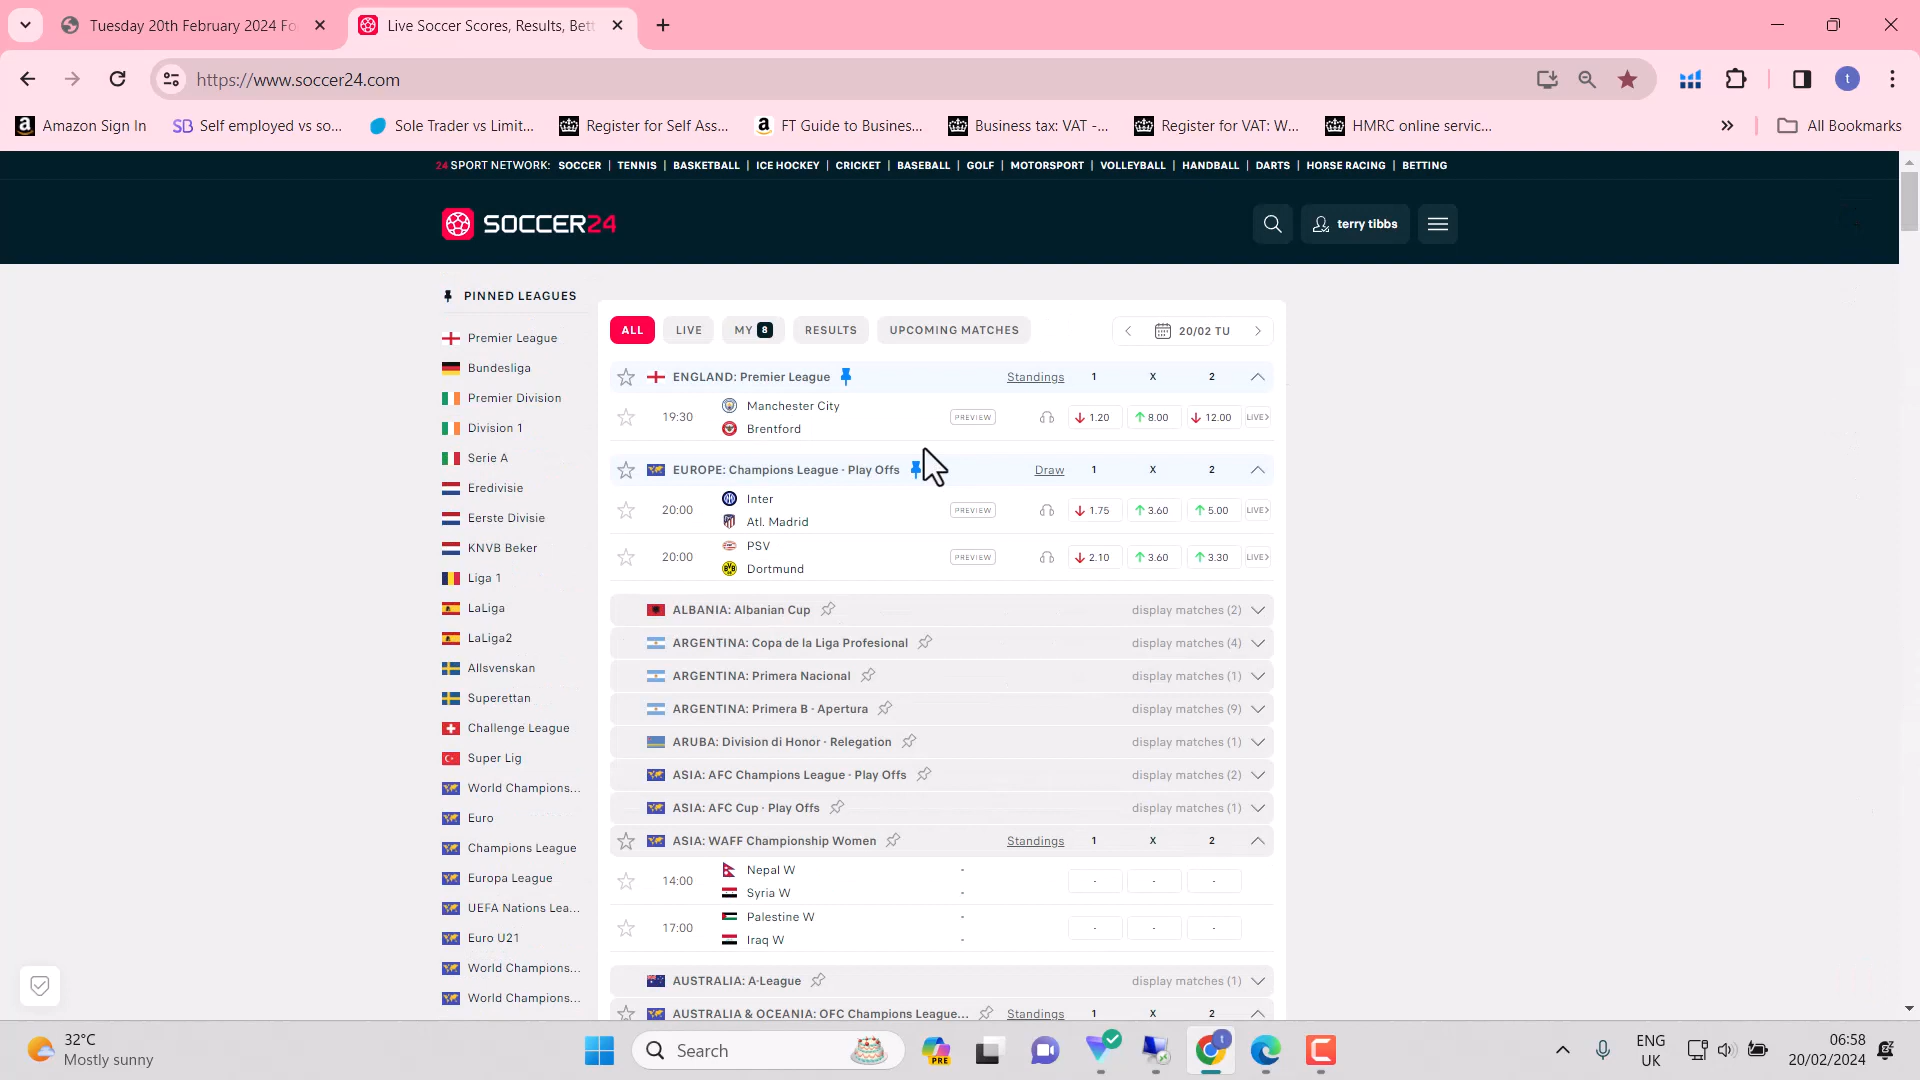 Tuesday 20th February 2024 Fo
Live Soccer Scores, Results, Bett
https://www.soccer24.com
Amazon Sign In
Self employed vs so...
Sole Trader vs Limit...
Register for Self Ass...
FT Guide to Busines...
Business tax: VAT -...
Register for VAT: W...
HMRC online servic...
All Bookmarks
24 SPORT NETWORK: SOCCER | TENNIS | BASKETBALL | ICE HOCKEY | CRICKET | BASEBALL | GOLF | MOTORSPORT | VOLLEYBALL | HANDBALL | DARTS | HORSE RACING | BETTING
SOCCER24
terry tibbs
PINNED LEAGUES
Premier League
Bundesliga
Premier Division
Division 1
Serie A
Eredivisie
Eerste Divisie
KNVB Beker
Liga 1
LaLiga
LaLiga2
Allsvenskan
Superettan
Challenge League
Super Lig
World Champions...
Euro
Champions League
Europa League
UEFA Nations Lea...
Euro U21
World Champions...
World Champions...
ALL LIVE MY 8 RESULTS UPCOMING MATCHES 20/02 TU
ENGLAND: Premier League Standings 1 X 2
19:30 Manchester City PREVIEW 1.20 8.00 12.00 LIVE>
Brentford
EUROPE: Champions League - Play Offs Draw 1 X 2
20:00 Inter PREVIEW 1.75 3.60 5.00 LIVE>
Atl. Madrid
20:00 PSV PREVIEW 2.10 3.60 3.30 LIVE>
Dortmund
ALBANIA: Albanian Cup display matches (2)
ARGENTINA: Copa de la Liga Profesional display matches (4)
ARGENTINA: Primera Nacional display matches (1)
ARGENTINA: Primera B - Apertura display matches (9)
ARUBA: Division di Honor - Relegation display matches (1)
ASIA: AFC Champions League - Play Offs display matches (2)
ASIA: AFC Cup - Play Offs display matches (1)
ASIA: WAFF Championship Women Standings 1 X 2
14:00 Nepal W - - - -
Syria W -
17:00 Palestine W - - - -
Iraq W -
AUSTRALIA: A-League display matches (1)
AUSTRALIA & OCEANIA: OFC Champions League... Standings 1 X 2
32°C
Mostly sunny
Search
PRE
ENG
UK
06:58
20/02/2024